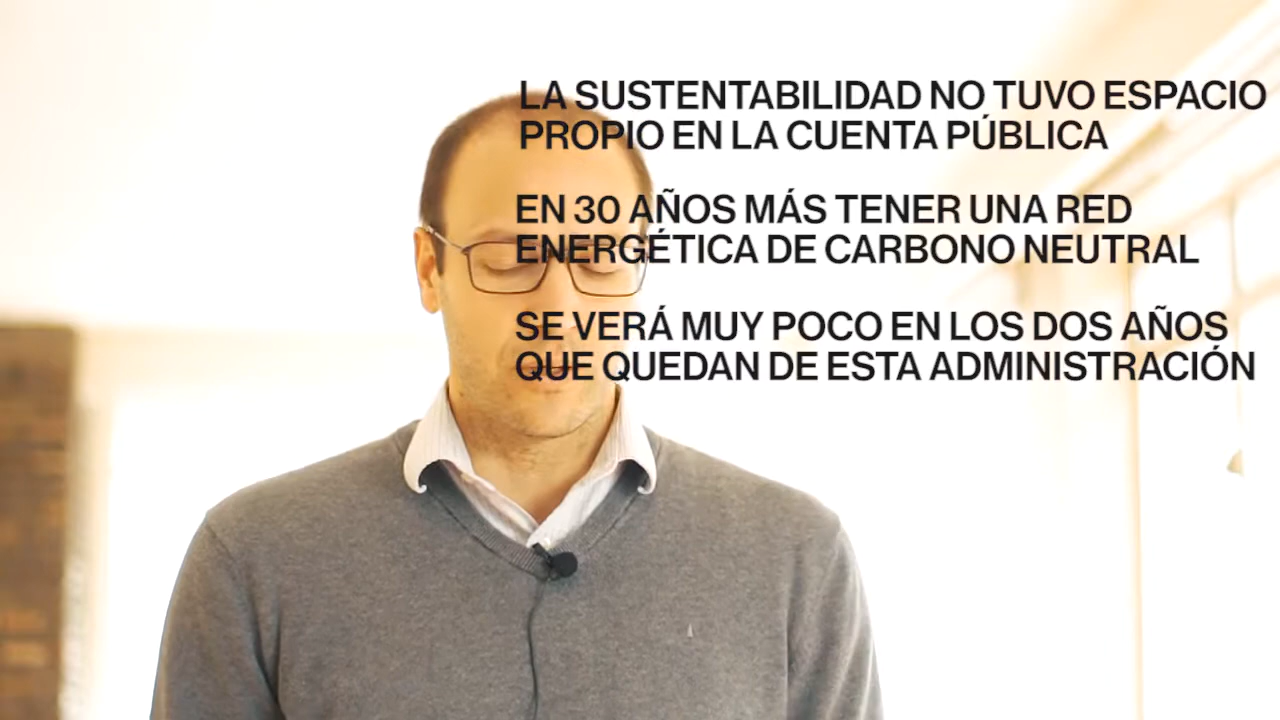 LA SUSTENTABILIDAD NO TUVO ESPACIO
PROPIO EN LA CUENTA PÚBLICA
EN 30 AÑOS MÁS TENER UNA RED
ENERGÉTICA DE CARBONO NEUTRAL
SE VERÁ MUY POCO EN LOS DOS AÑOS
QUE QUEDAN DE ESTA ADMINISTRACIÓN